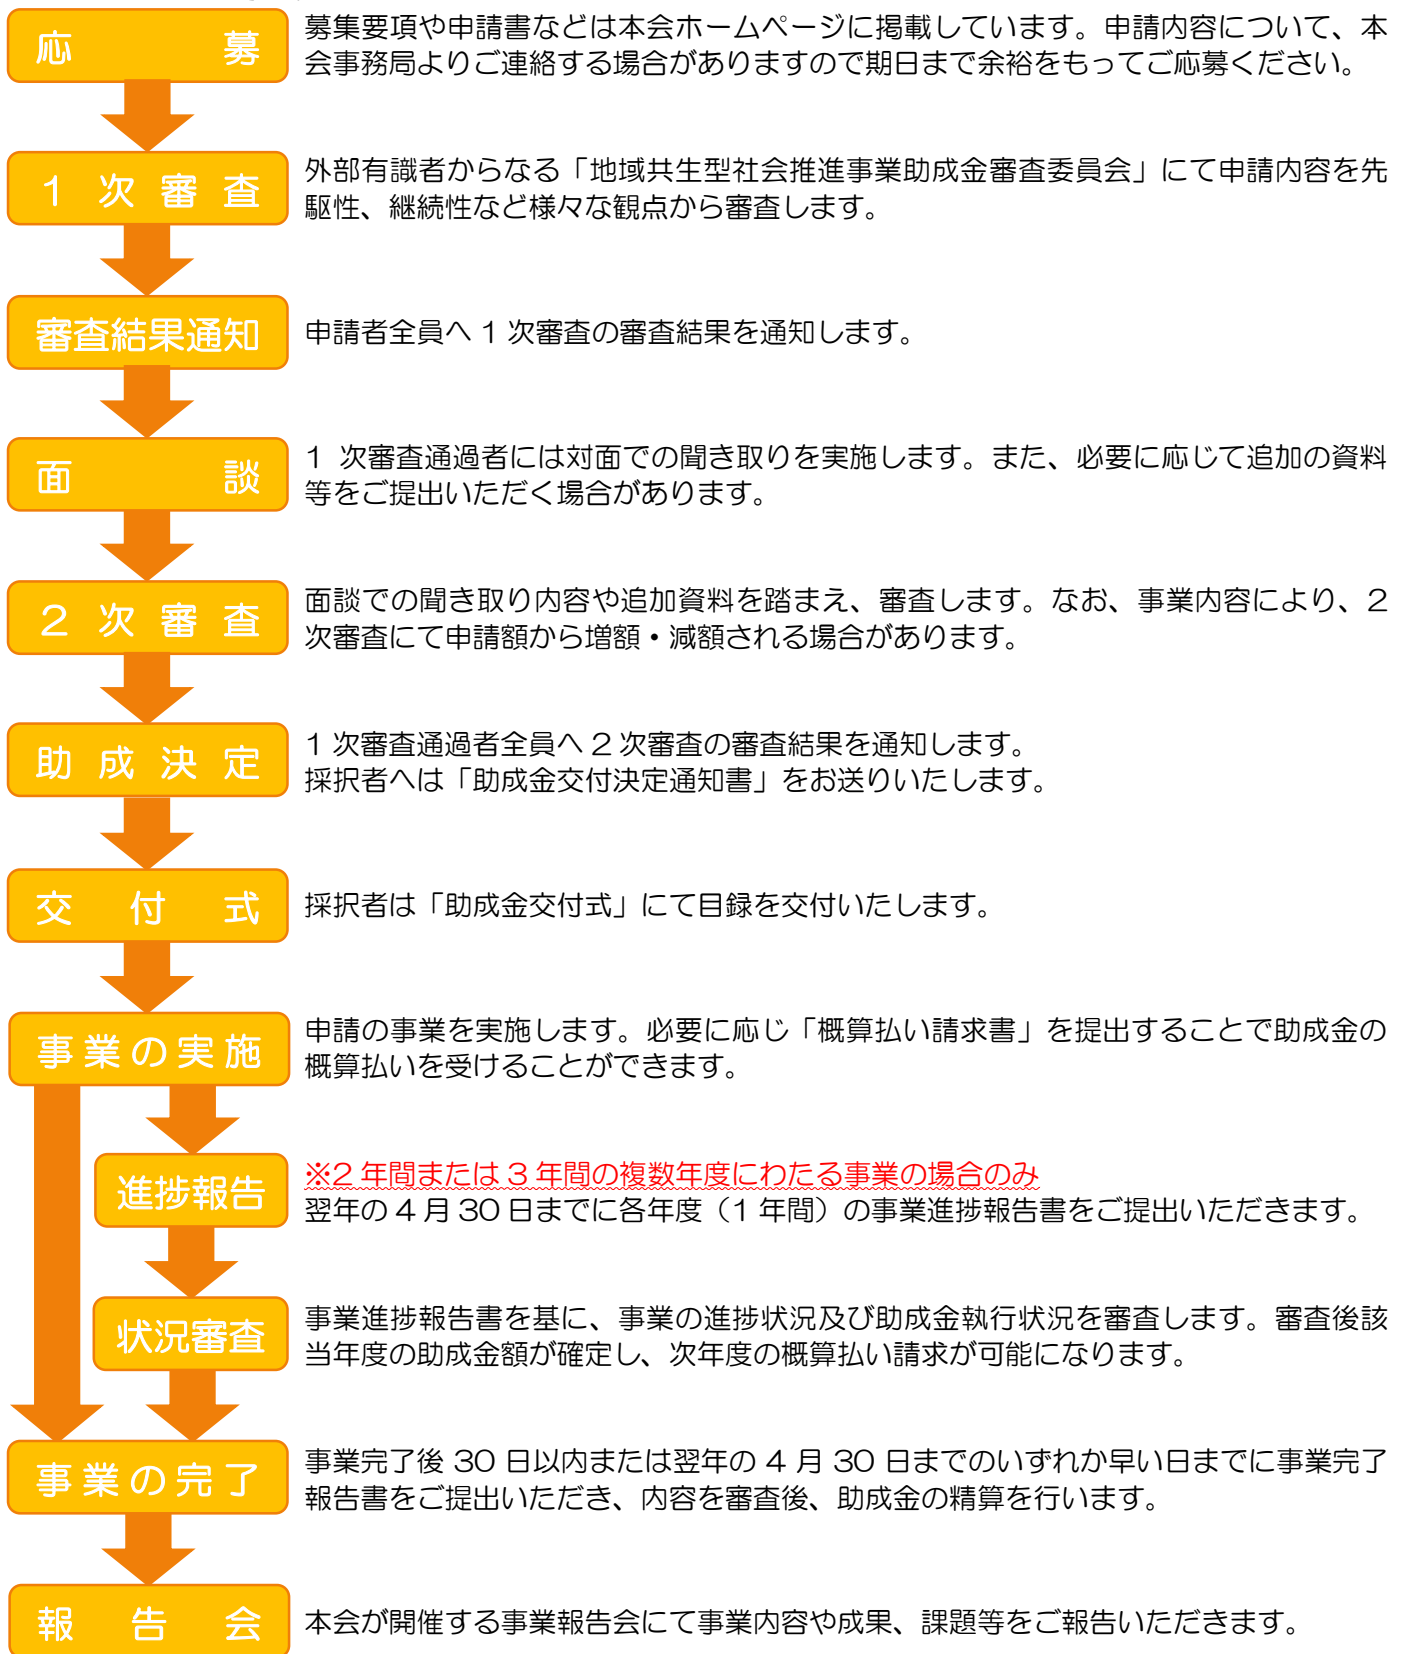 応募
募集要項や申請書などは本会ホームページに掲載しています。申請内容について、本
会事務局よりご連絡する場合がありますので期日まで余裕をもってご応募ください。
1次審査
外部有識者からなる「地域共生型社会推進事業助成金審査委員会」にて申請内容を先
駆性、継続性など様々な観点から審査します。
審査結果通知
申請者全員へ1次審査の審査結果を通知します。
面談
1 次審査通過者には対面での聞き取りを実施します。また、必要に応じて追加の資料
等をご提出いただく場合があります。
2次審査
面談での聞き取り内容や追加資料を踏まえ、審査します。なお、事業内容により、2
次審査にて申請額から増額・減額される場合があります。
助成決定
1次審査通過者全員へ2次審査の審査結果を通知します。
採択者へは「助成金交付決定通知書」をお送りいたします。
交付式
採択者は「助成金交付式」にて目録を交付いたします。
事業の実施
申請の事業を実施します。必要に応じ「概算払い請求書」を提出することで助成金の
概算払いを受けることができます。
進捗報告
※2年間または3年間の複数年度にわたる事業の場合のみ
翌年の4月30日までに各年度（1年間）の事業進捗報告書をご提出いただきます。
状況審査
事業進捗報告書を基に、事業の進捗状況及び助成金執行状況を審査します。審査後該
当年度の助成金額が確定し、次年度の概算払い請求が可能になります。
事業の完了
事業完了後 30 日以内または翌年の 4 月 30 日までのいずれか早い日までに事業完了
報告書をご提出いただき、内容を審査後、助成金の精算を行います。
報告会
本会が開催する事業報告会にて事業内容や成果、課題等をご報告いただきます。